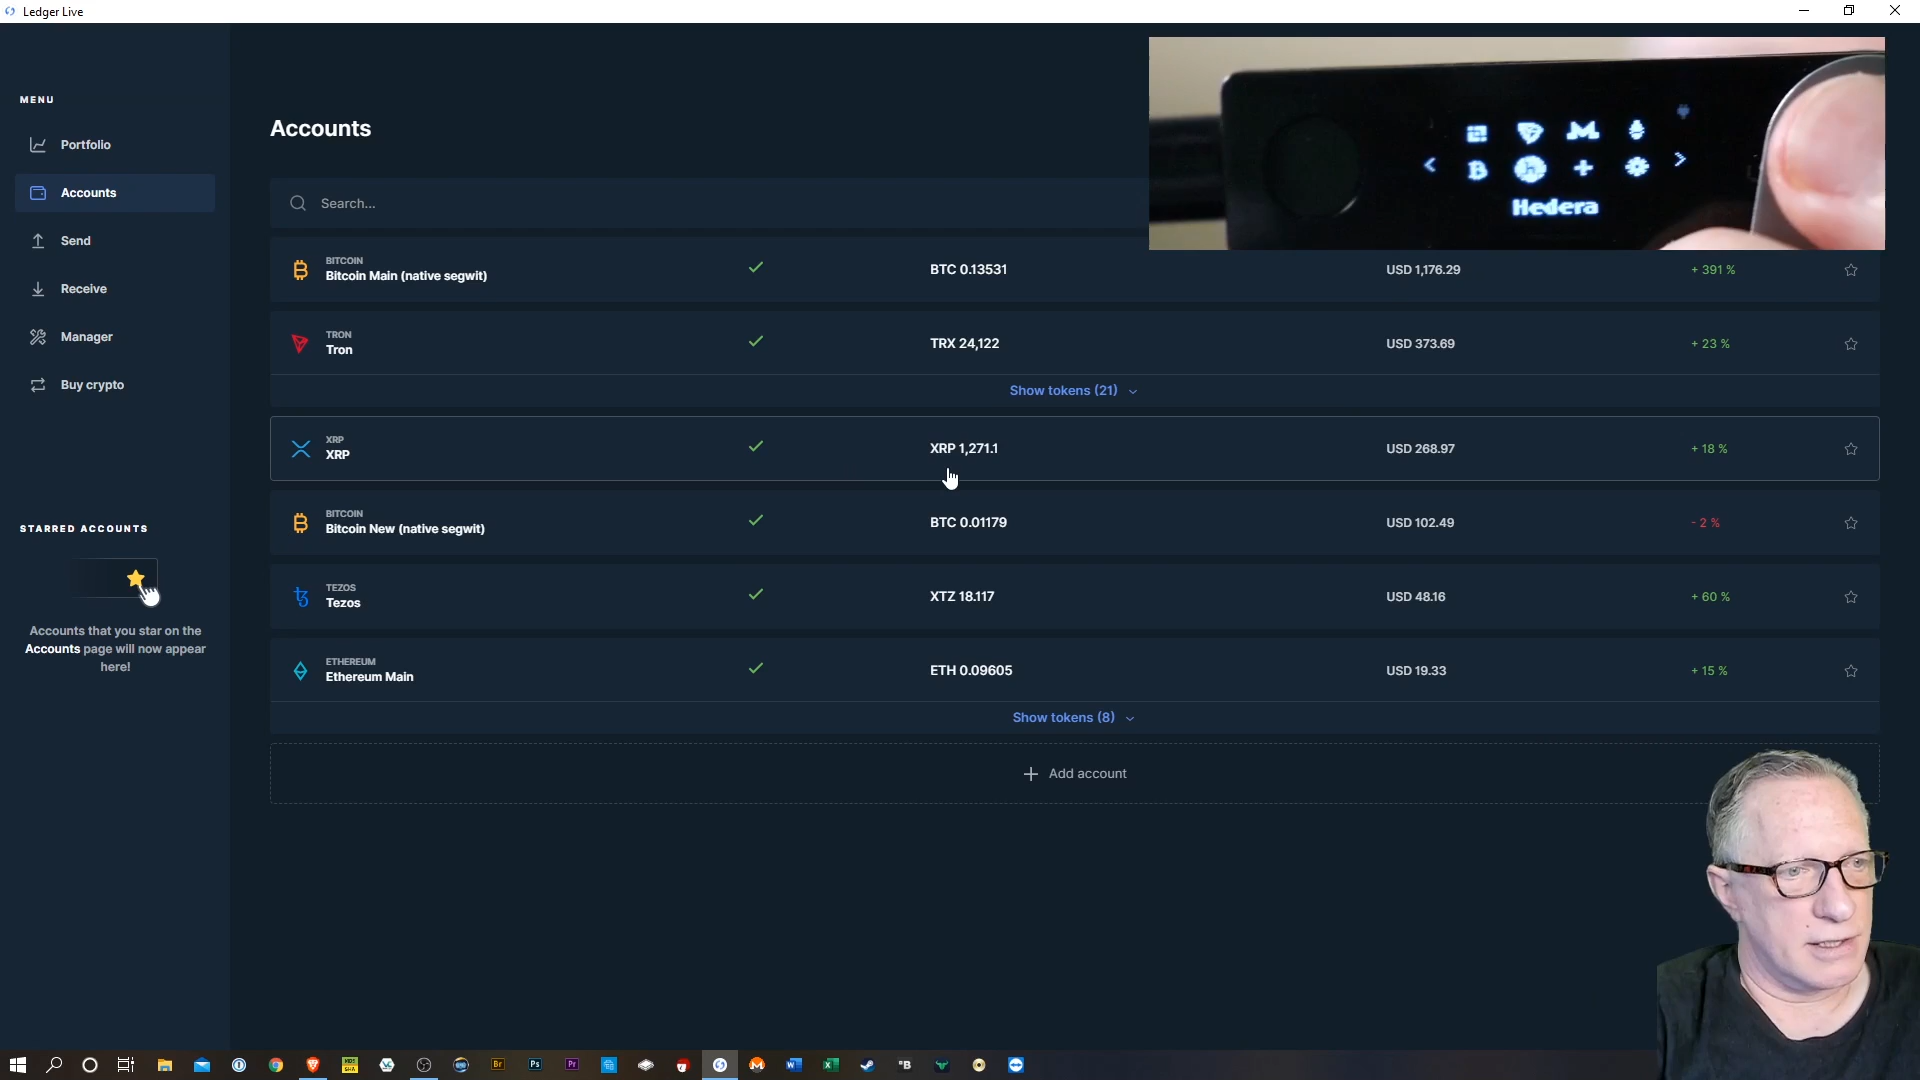 Ledger Live
MENU
Portfolio
Accounts
Send
Receive
Manager
Buy crypto
STARRED ACCOUNTS
Accounts that you star on the
Accounts page will now appear
here!
Accounts
Search...
BITCOIN
Bitcoin Main (native segwit)
BTC 0.13531
USD 1,176.29
+ 391 %
TRON
Tron
TRX 24,122
USD 373.69
+ 23 %
Show tokens (21)
XRP
XRP
XRP 1,271.1
USD 268.97
+ 18 %
BITCOIN
Bitcoin New (native segwit)
BTC 0.01179
USD 102.49
- 2 %
TEZOS
Tezos
XTZ 18.117
USD 48.16
+ 60 %
ETHEREUM
Ethereum Main
ETH 0.09605
USD 19.33
+ 15 %
Show tokens (8)
+ Add account
Hedera
Br
Ps
Pr